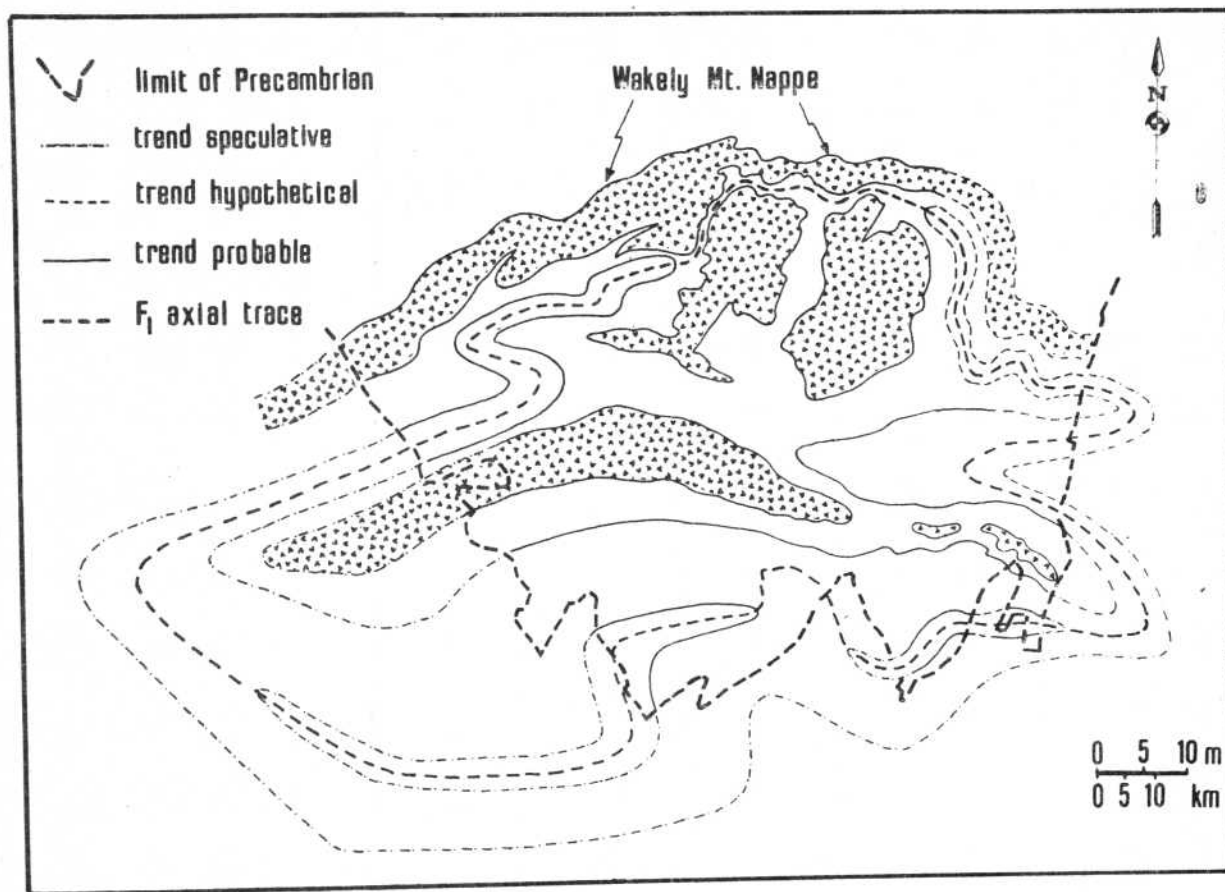 limit of Precambrian
trend speculative
trend hypothetical
trend probable
F1 axial trace
Wakely Mt. Nappe
N
0 5 10 m
0 5 10 km